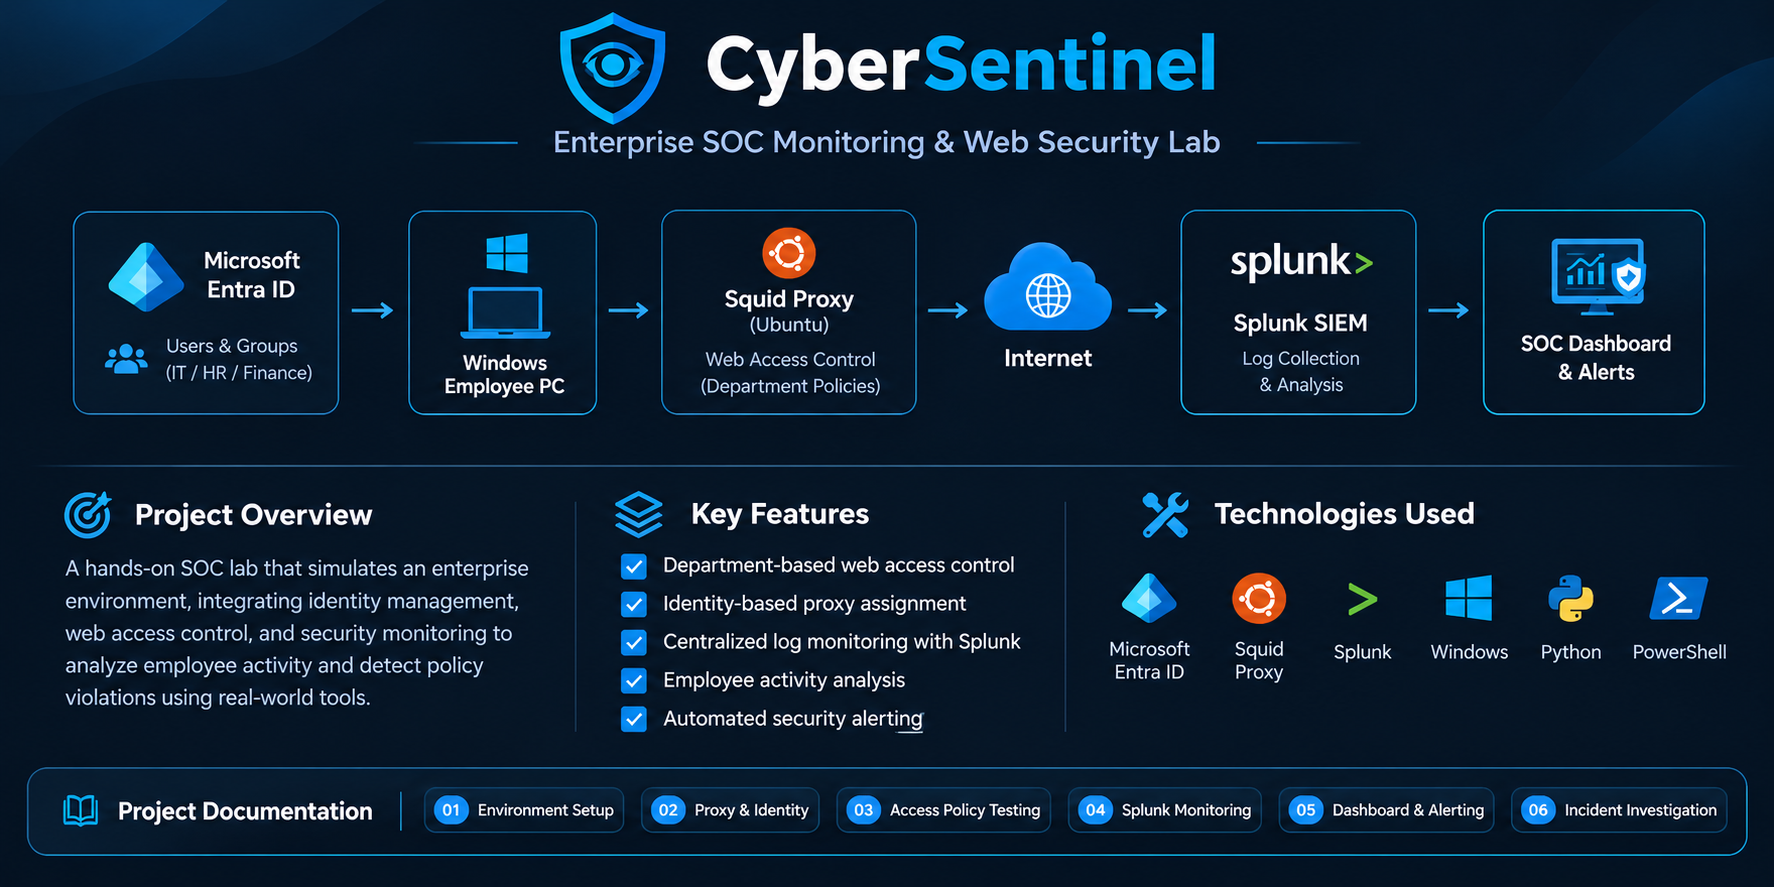 CyberSentinel
Enterprise SOC Monitoring & Web Security Lab
Microsoft
Entra ID
Users & Groups
(IT / HR / Finance)
Windows
Employee PC
Squid Proxy
(Ubuntu)
Web Access Control
(Department Policies)
Internet
splunk>
Splunk SIEM
Log Collection
& Analysis
SOC Dashboard
& Alerts
Project Overview
A hands-on SOC lab that simulates an enterprise
environment, integrating identity management,
web access control, and security monitoring to
analyze employee activity and detect policy
violations using real-world tools.
Key Features
Department-based web access control
Identity-based proxy assignment
Centralized log monitoring with Splunk
Employee activity analysis
Automated security alerting
Technologies Used
Microsoft
Entra ID
Squid
Proxy
Splunk
Windows
Python
PowerShell
Project Documentation
01 Environment Setup
02 Proxy & Identity
03 Access Policy Testing
04 Splunk Monitoring
05 Dashboard & Alerting
06 Incident Investigation